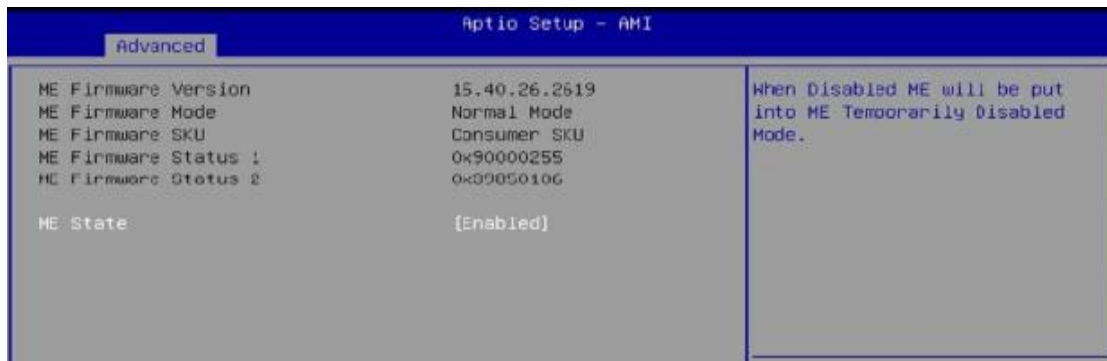 Aptio Setup - AMI
Advanced
ME Firmware Version 15.40.26.2619
ME Firmware Mode Normal Mode
ME Firmware SKU Consumer SKU
ME Firmware Status 1 0x90000255
ME Firmware Status 2
ME State [Enabled]
When Disabled ME will be put
into ME Temporarily Disabled
Mode.